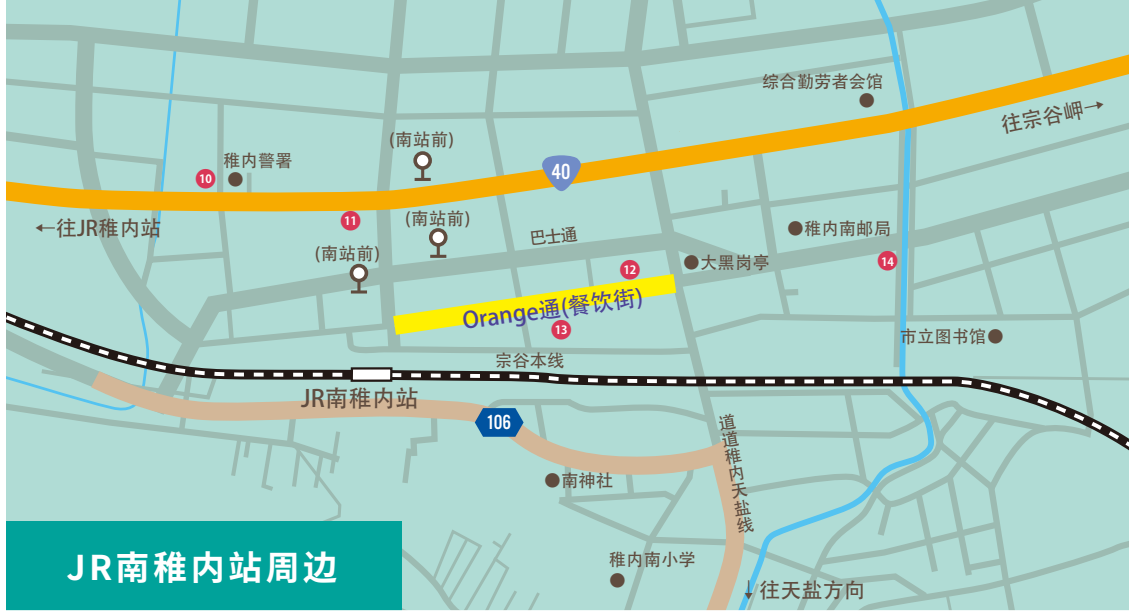 综合勤劳者会馆
往宗谷岬→
(南站前)
稚内警署
10
40
11
←往JR稚内站
(南站前)
巴士通
稚内南邮局
(南站前)
12
大黑岗亭
14
Orange通(餐饮街)
13
市立图书馆
宗谷本线
JR南稚内站
106
道道稚内天盐线
南神社
稚内南小学
JR南稚内站周边
↓往天盐方向